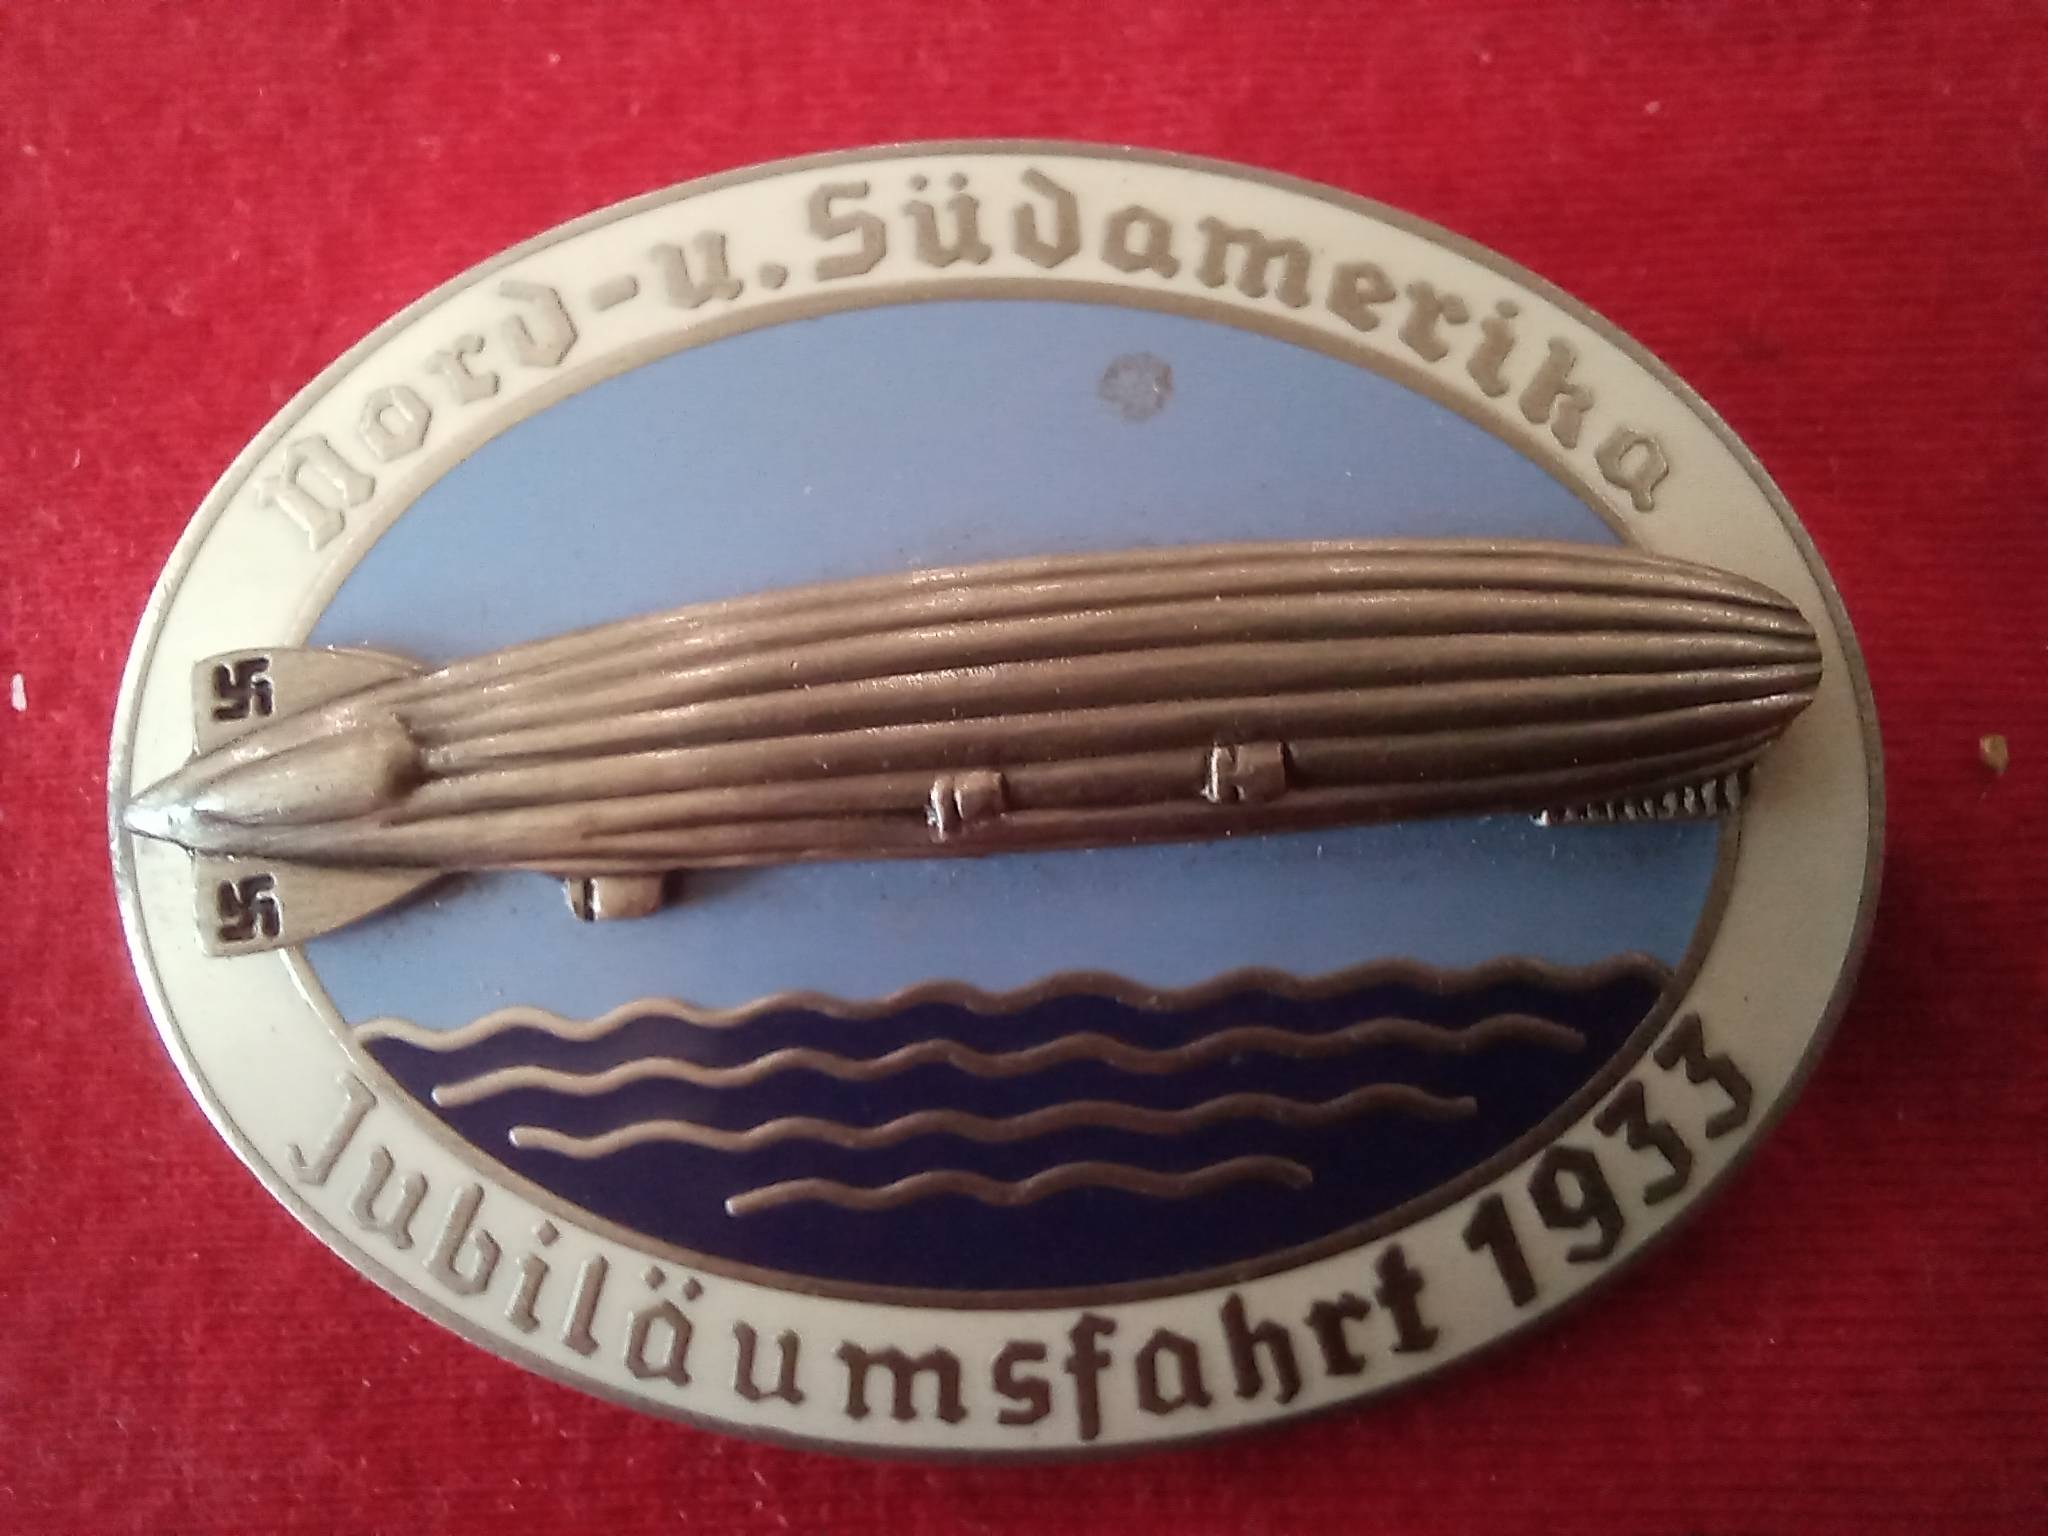 Nord-u. Südamerika
Jubiläumsfahrt 1933